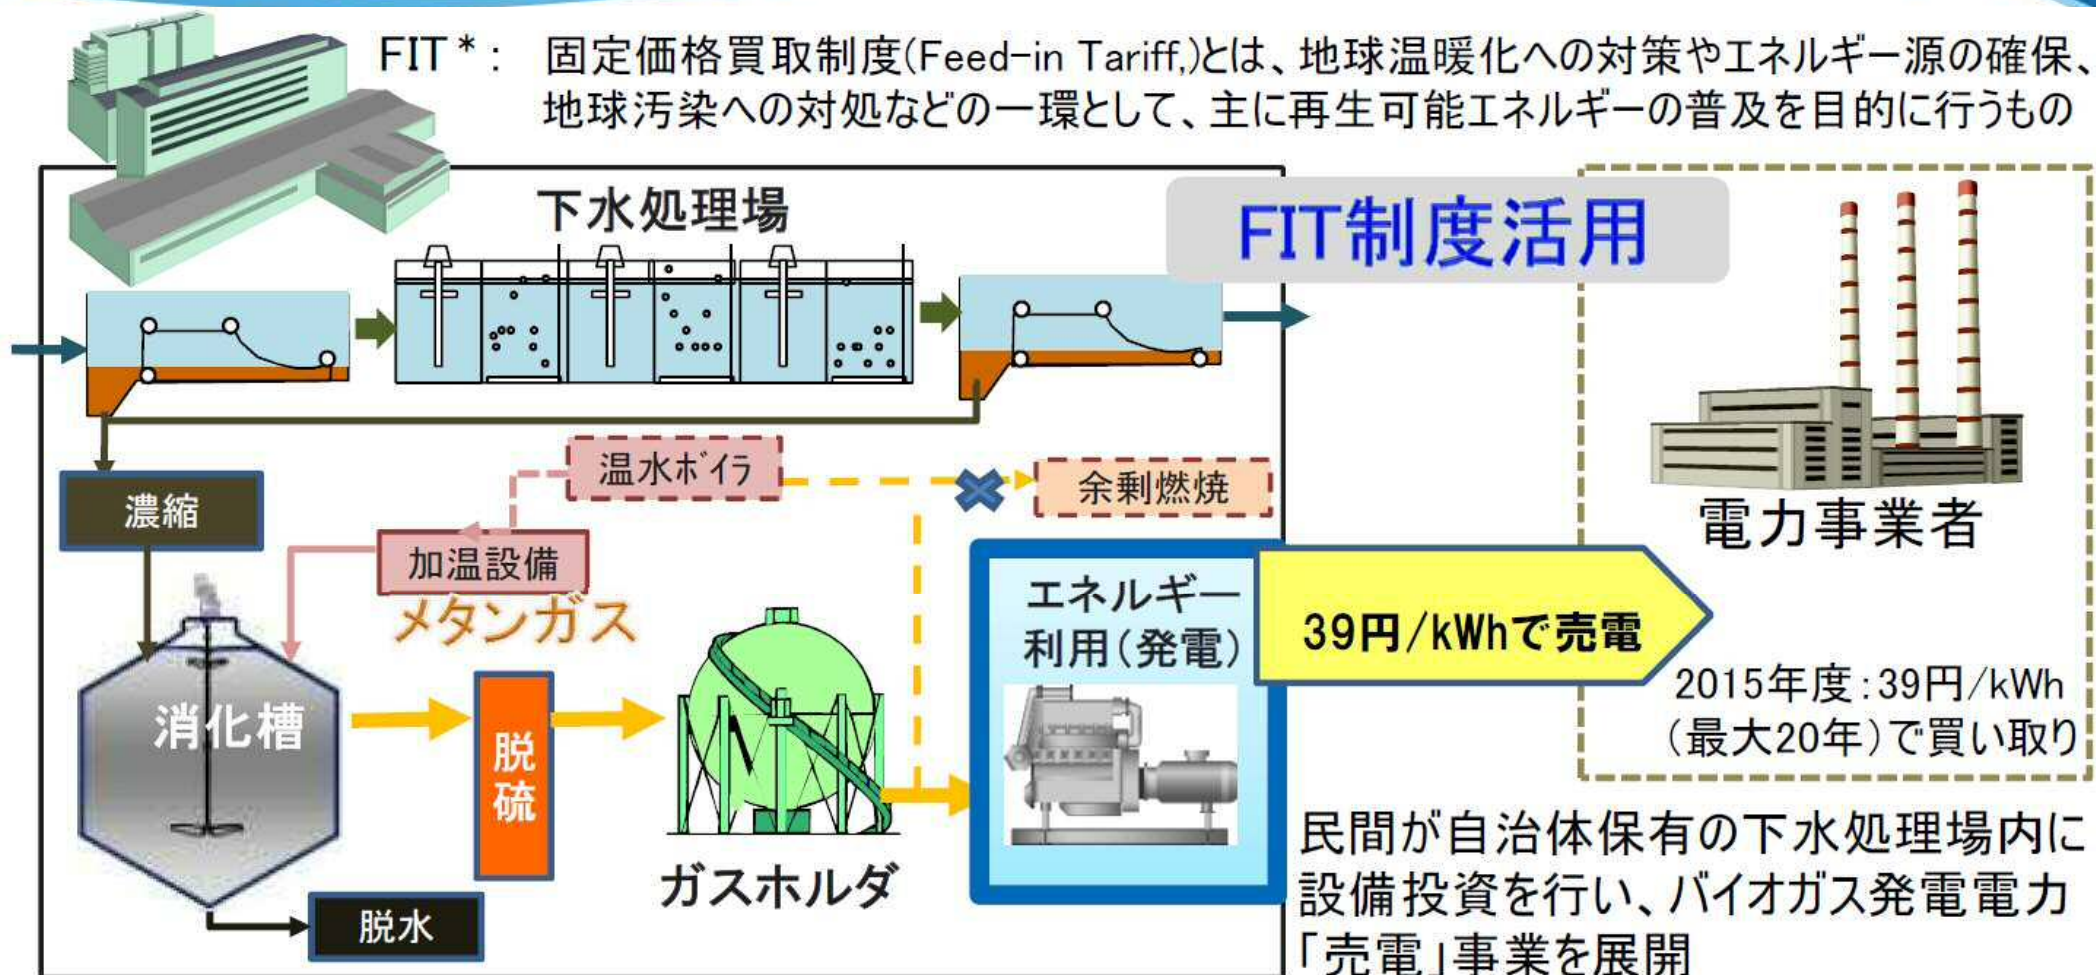 FIT*: 固定価格買取制度(Feed-in Tariff,)とは、地球温暖化への対策やエネルギー源の確保、
地球汚染への対処などの一環として、主に再生可能エネルギーの普及を目的に行うもの
下水処理場
FIT制度活用
温水ﾎﾞｲﾗ
余剰燃焼
濃縮
加温設備
メタンガス
電力事業者
エネルギー
利用(発電)
39円/kWhで売電
2015年度:39円/kWh
(最大20年)で買い取り
消化槽
脱硫
ガスホルダ
脱水
民間が自治体保有の下水処理場内に
設備投資を行い、バイオガス発電電力
「売電」事業を展開